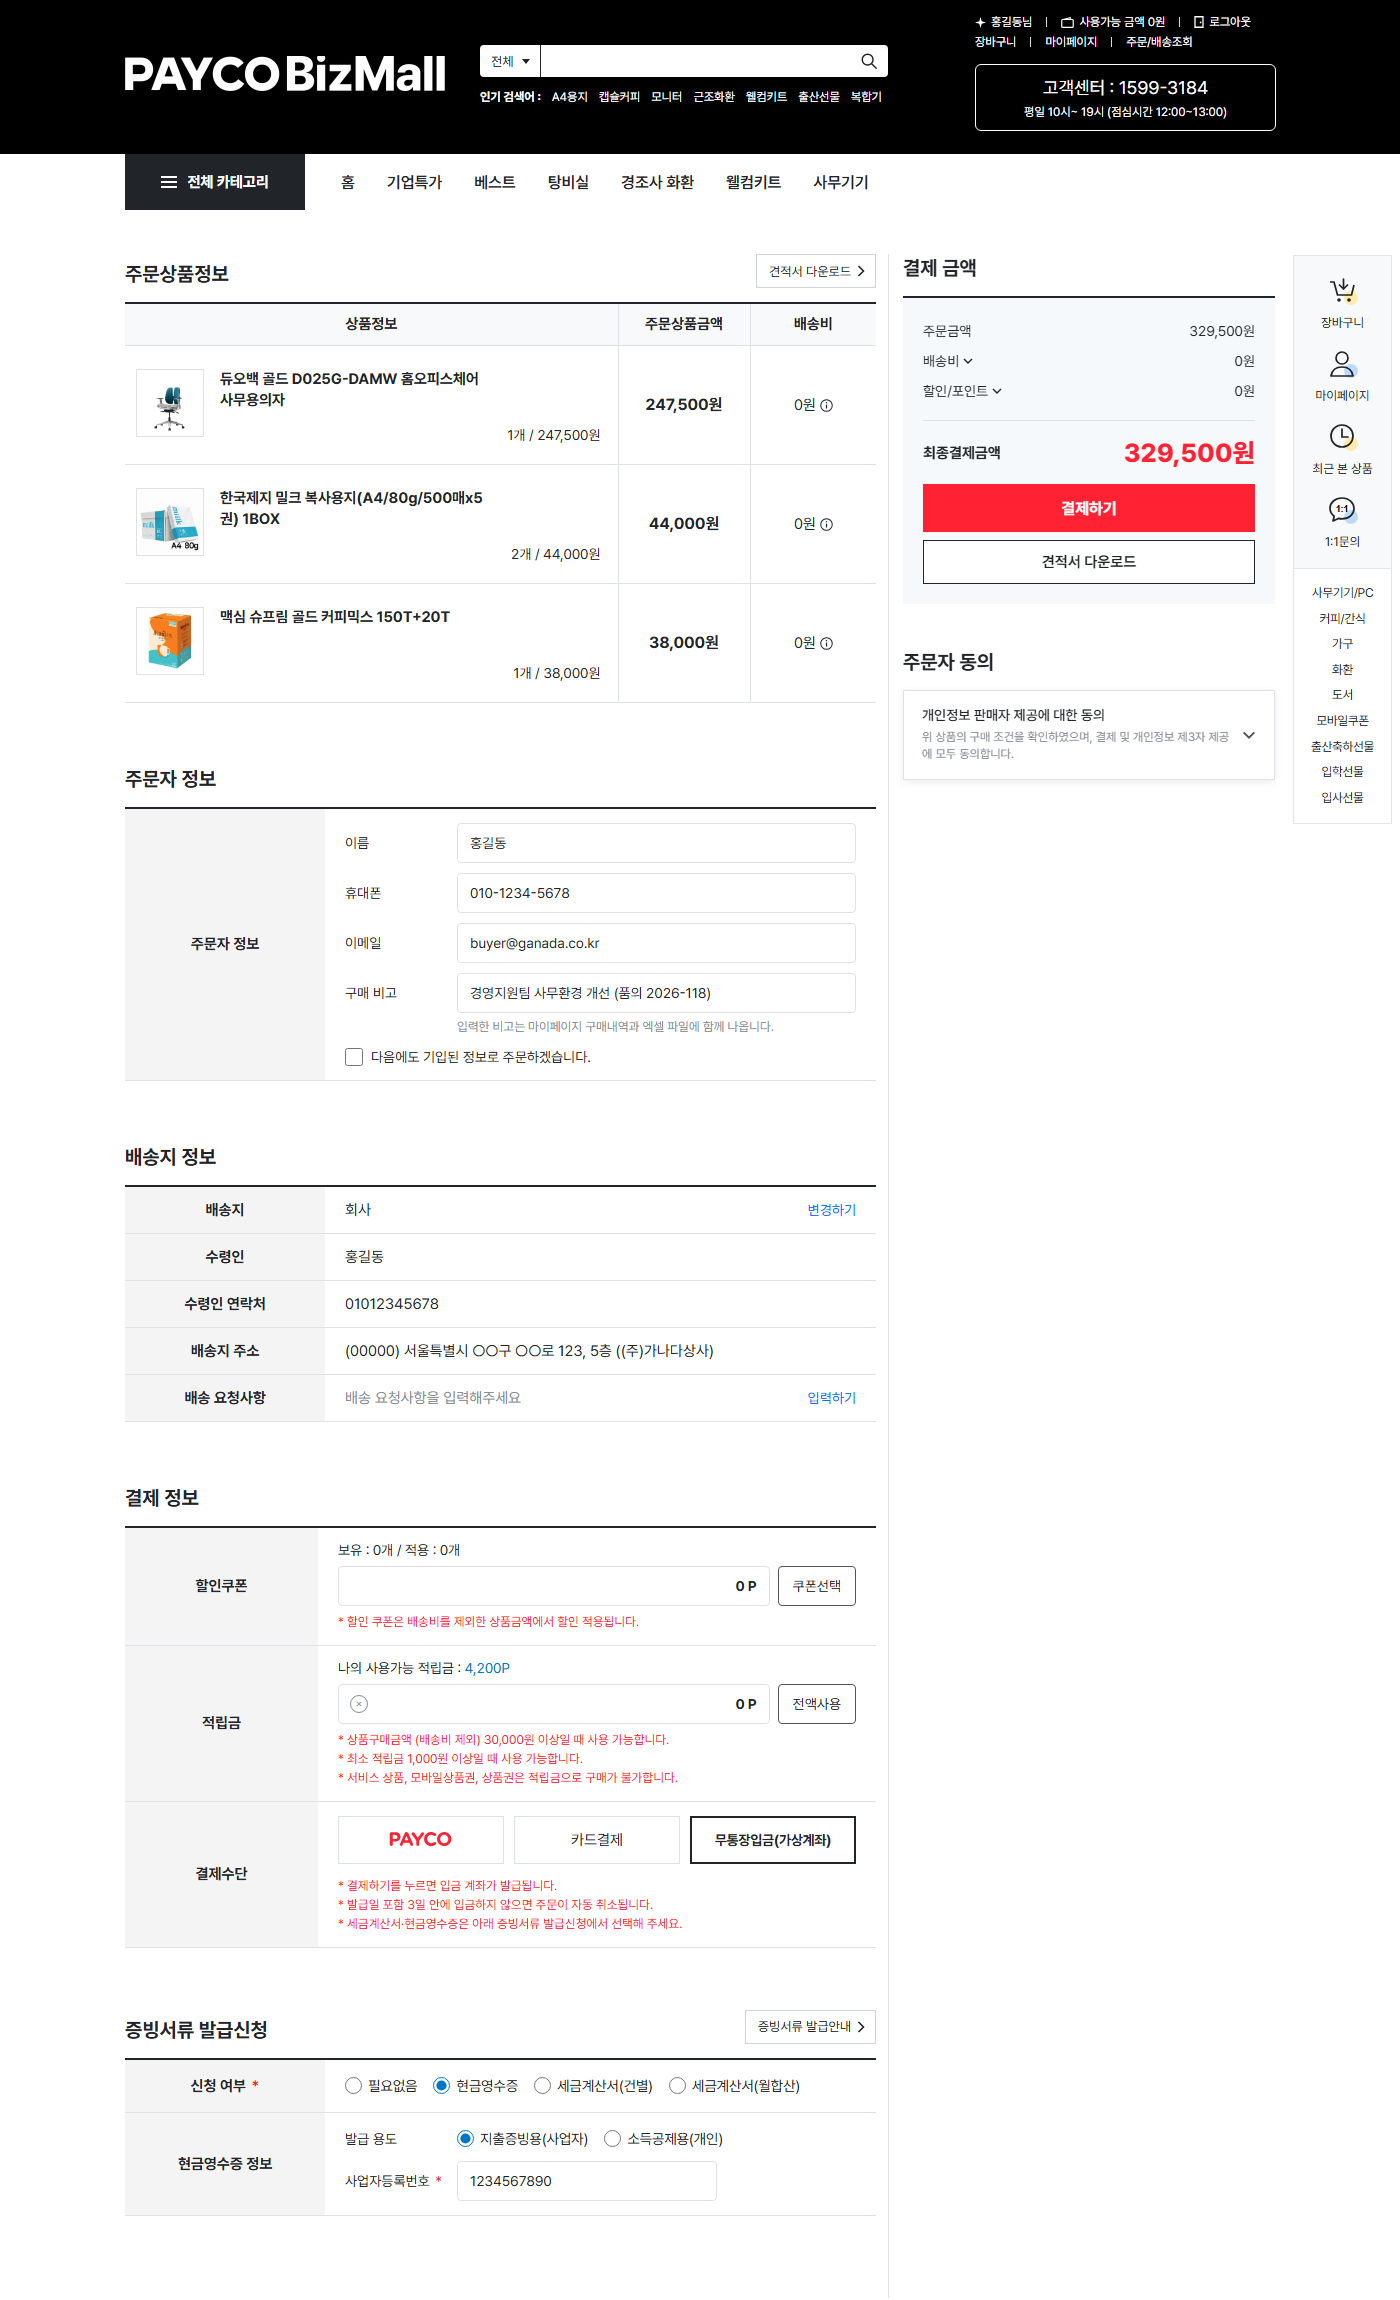 홍길동님 | 사용가능 금액 0원 | 로그아웃
장바구니 | 마이페이지 | 주문/배송조회
PAYCO BizMall
전체
인기 검색어 : A4용지 캡슐커피 모니터 근조화환 웰컴키트 출산선물 복합기
고객센터 : 1599-3184
평일 10시~ 19시 (점심시간 12:00~13:00)
전체 카테고리 홈 기업특가 베스트 탕비실 경조사 화환 웰컴키트 사무기기
주문상품정보
견적서 다운로드
상품정보 주문상품금액 배송비
듀오백 골드 D025G-DAMW 홈오피스체어
사무용의자
1개 / 247,500원
247,500원
0원
milk
A4 80g
한국제지 밀크 복사용지(A4/80g/500매x5
권) 1BOX
2개 / 44,000원
44,000원
0원
맥심 슈프림 골드 커피믹스 150T+20T
1개 / 38,000원
38,000원
0원
결제 금액
주문금액 329,500원
배송비 0원
할인/포인트 0원
최종결제금액 329,500원
결제하기
견적서 다운로드
주문자 동의
개인정보 판매자 제공에 대한 동의
위 상품의 구매 조건을 확인하였으며, 결제 및 개인정보 제3자 제공
에 모두 동의합니다.
장바구니
마이페이지
최근 본 상품
1:1
1:1문의
사무기기/PC
커피/간식
가구
화환
도서
모바일쿠폰
출산축하선물
입학선물
입사선물
주문자 정보
주문자 정보
이름 홍길동
휴대폰 010-1234-5678
이메일 buyer@ganada.co.kr
구매 비고 경영지원팀 사무환경 개선 (품의 2026-118)
입력한 비고는 마이페이지 구매내역과 엑셀 파일에 함께 나옵니다.
다음에도 기입된 정보로 주문하겠습니다.
배송지 정보
배송지 회사 변경하기
수령인 홍길동
수령인 연락처 01012345678
배송지 주소 (00000) 서울특별시 ○○구 ○○로 123, 5층 ((주)가나다상사)
배송 요청사항 배송 요청사항을 입력해주세요 입력하기
결제 정보
할인쿠폰
보유 : 0개 / 적용 : 0개
0 P 쿠폰선택
* 할인 쿠폰은 배송비를 제외한 상품금액에서 할인 적용됩니다.
적립금
나의 사용가능 적립금 : 4,200P
0 P 전액사용
* 상품구매금액 (배송비 제외) 30,000원 이상일 때 사용 가능합니다.
* 최소 적립금 1,000원 이상일 때 사용 가능합니다.
* 서비스 상품, 모바일상품권, 상품권은 적립금으로 구매가 불가합니다.
결제수단
PAYCO 카드결제 무통장입금(가상계좌)
* 결제하기를 누르면 입금 계좌가 발급됩니다.
* 발급일 포함 3일 안에 입금하지 않으면 주문이 자동 취소됩니다.
* 세금계산서·현금영수증은 아래 증빙서류 발급신청에서 선택해 주세요.
증빙서류 발급신청
증빙서류 발급안내
신청 여부 * 필요없음 현금영수증 세금계산서(건별) 세금계산서(월합산)
현금영수증 정보
발급 용도 지출증빙용(사업자) 소득공제용(개인)
사업자등록번호 * 1234567890